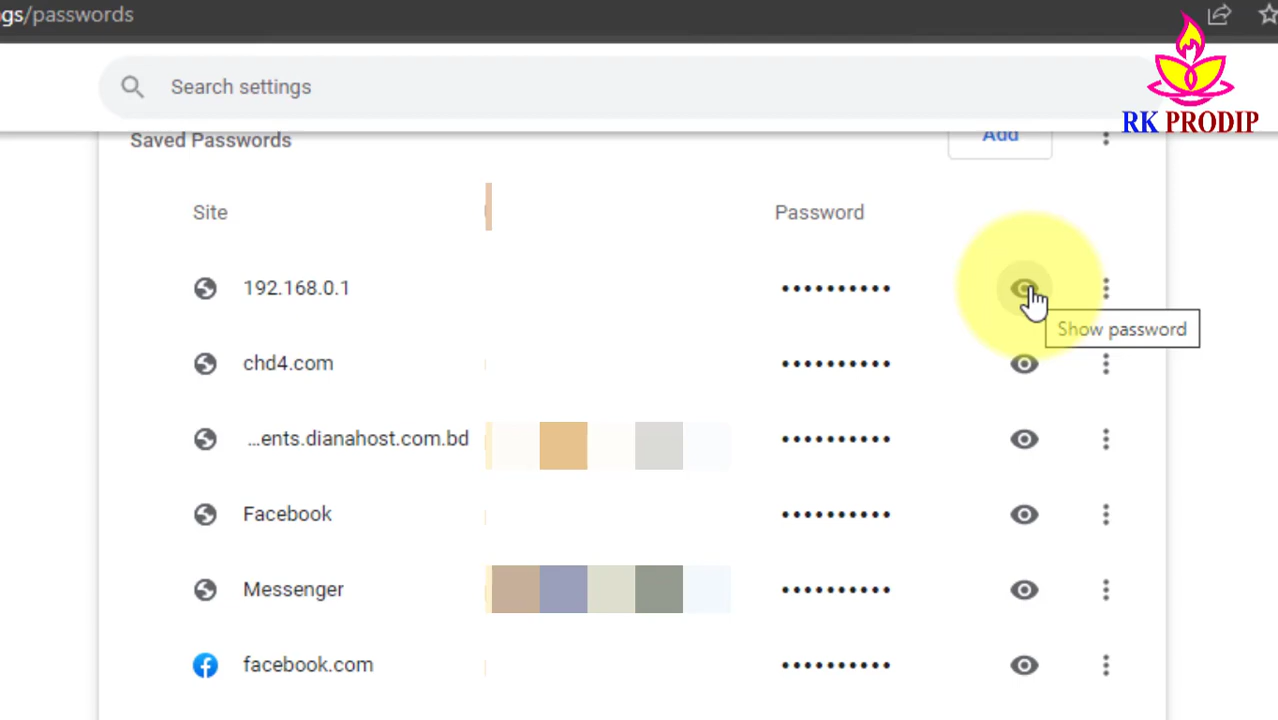 gs/passwords
Search settings
RK PRODIP
Saved Passwords
Add
Site
Password
192.168.0.1
••••••••••
Show password
chd4.com
••••••••••
...ents.dianahost.com.bd
••••••••••
Facebook
••••••••••
Messenger
••••••••••
facebook.com
••••••••••